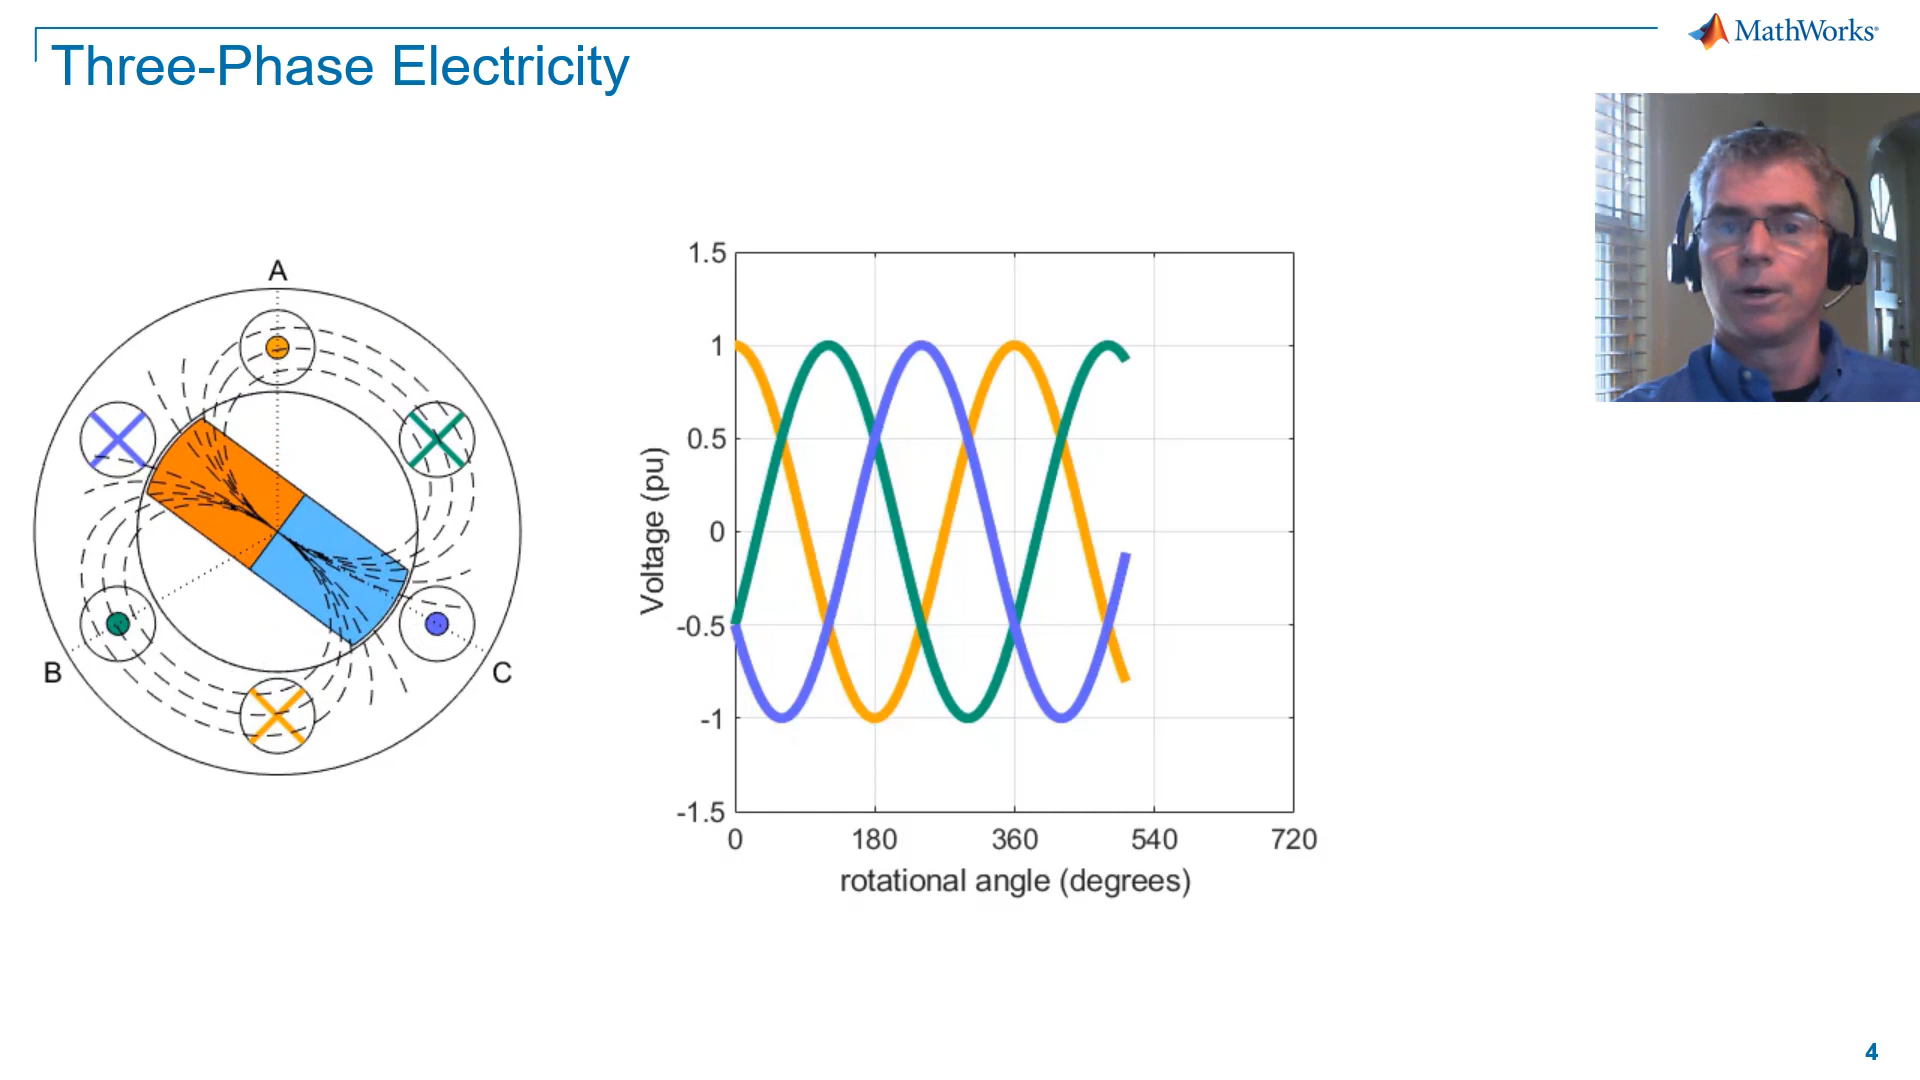 MathWorks®
Three-Phase Electricity
A
B
C
1.5
1
0.5
0
-0.5
-1
-1.5
Voltage (pu)
0 180 360 540 720
rotational angle (degrees)
4